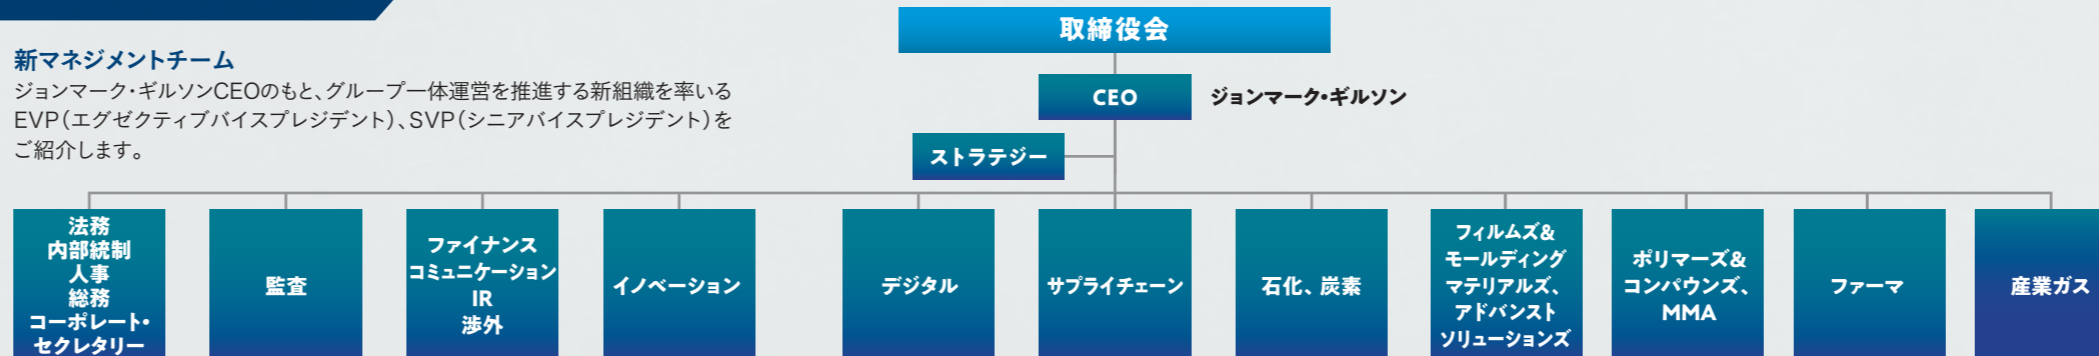 新マネジメントチーム
ジョンマーク・ギルソンCEOのもと、グループ一体運営を推進する新組織を率いる
EVP（エグゼクティブバイスプレジデント）、SVP（シニアバイスプレジデント）を
ご紹介します。
取締役会
CEO
ジョンマーク・ギルソン
ストラテジー
法務
内部統制
人事
総務
コーポレート・
セクレタリー
監査
ファイナンス
コミュニケーション
IR
渉外
イノベーション
デジタル
サプライチェーン
石化、炭素
フィルムズ&
モールディング
マテリアルズ、
アドバンスト
ソリューションズ
ポリマーズ&
コンパウンズ、
MMA
ファーマ
産業ガス